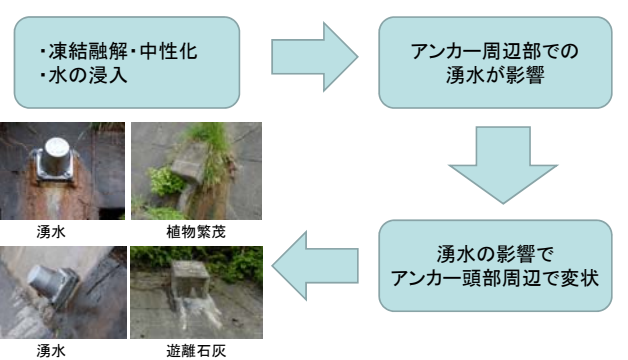 ・凍結融解・中性化
・水の浸入
アンカー周辺部での
湧水が影響
湧水の影響で
アンカー頭部周辺で変状
湧水
植物繁茂
湧水
遊離石灰